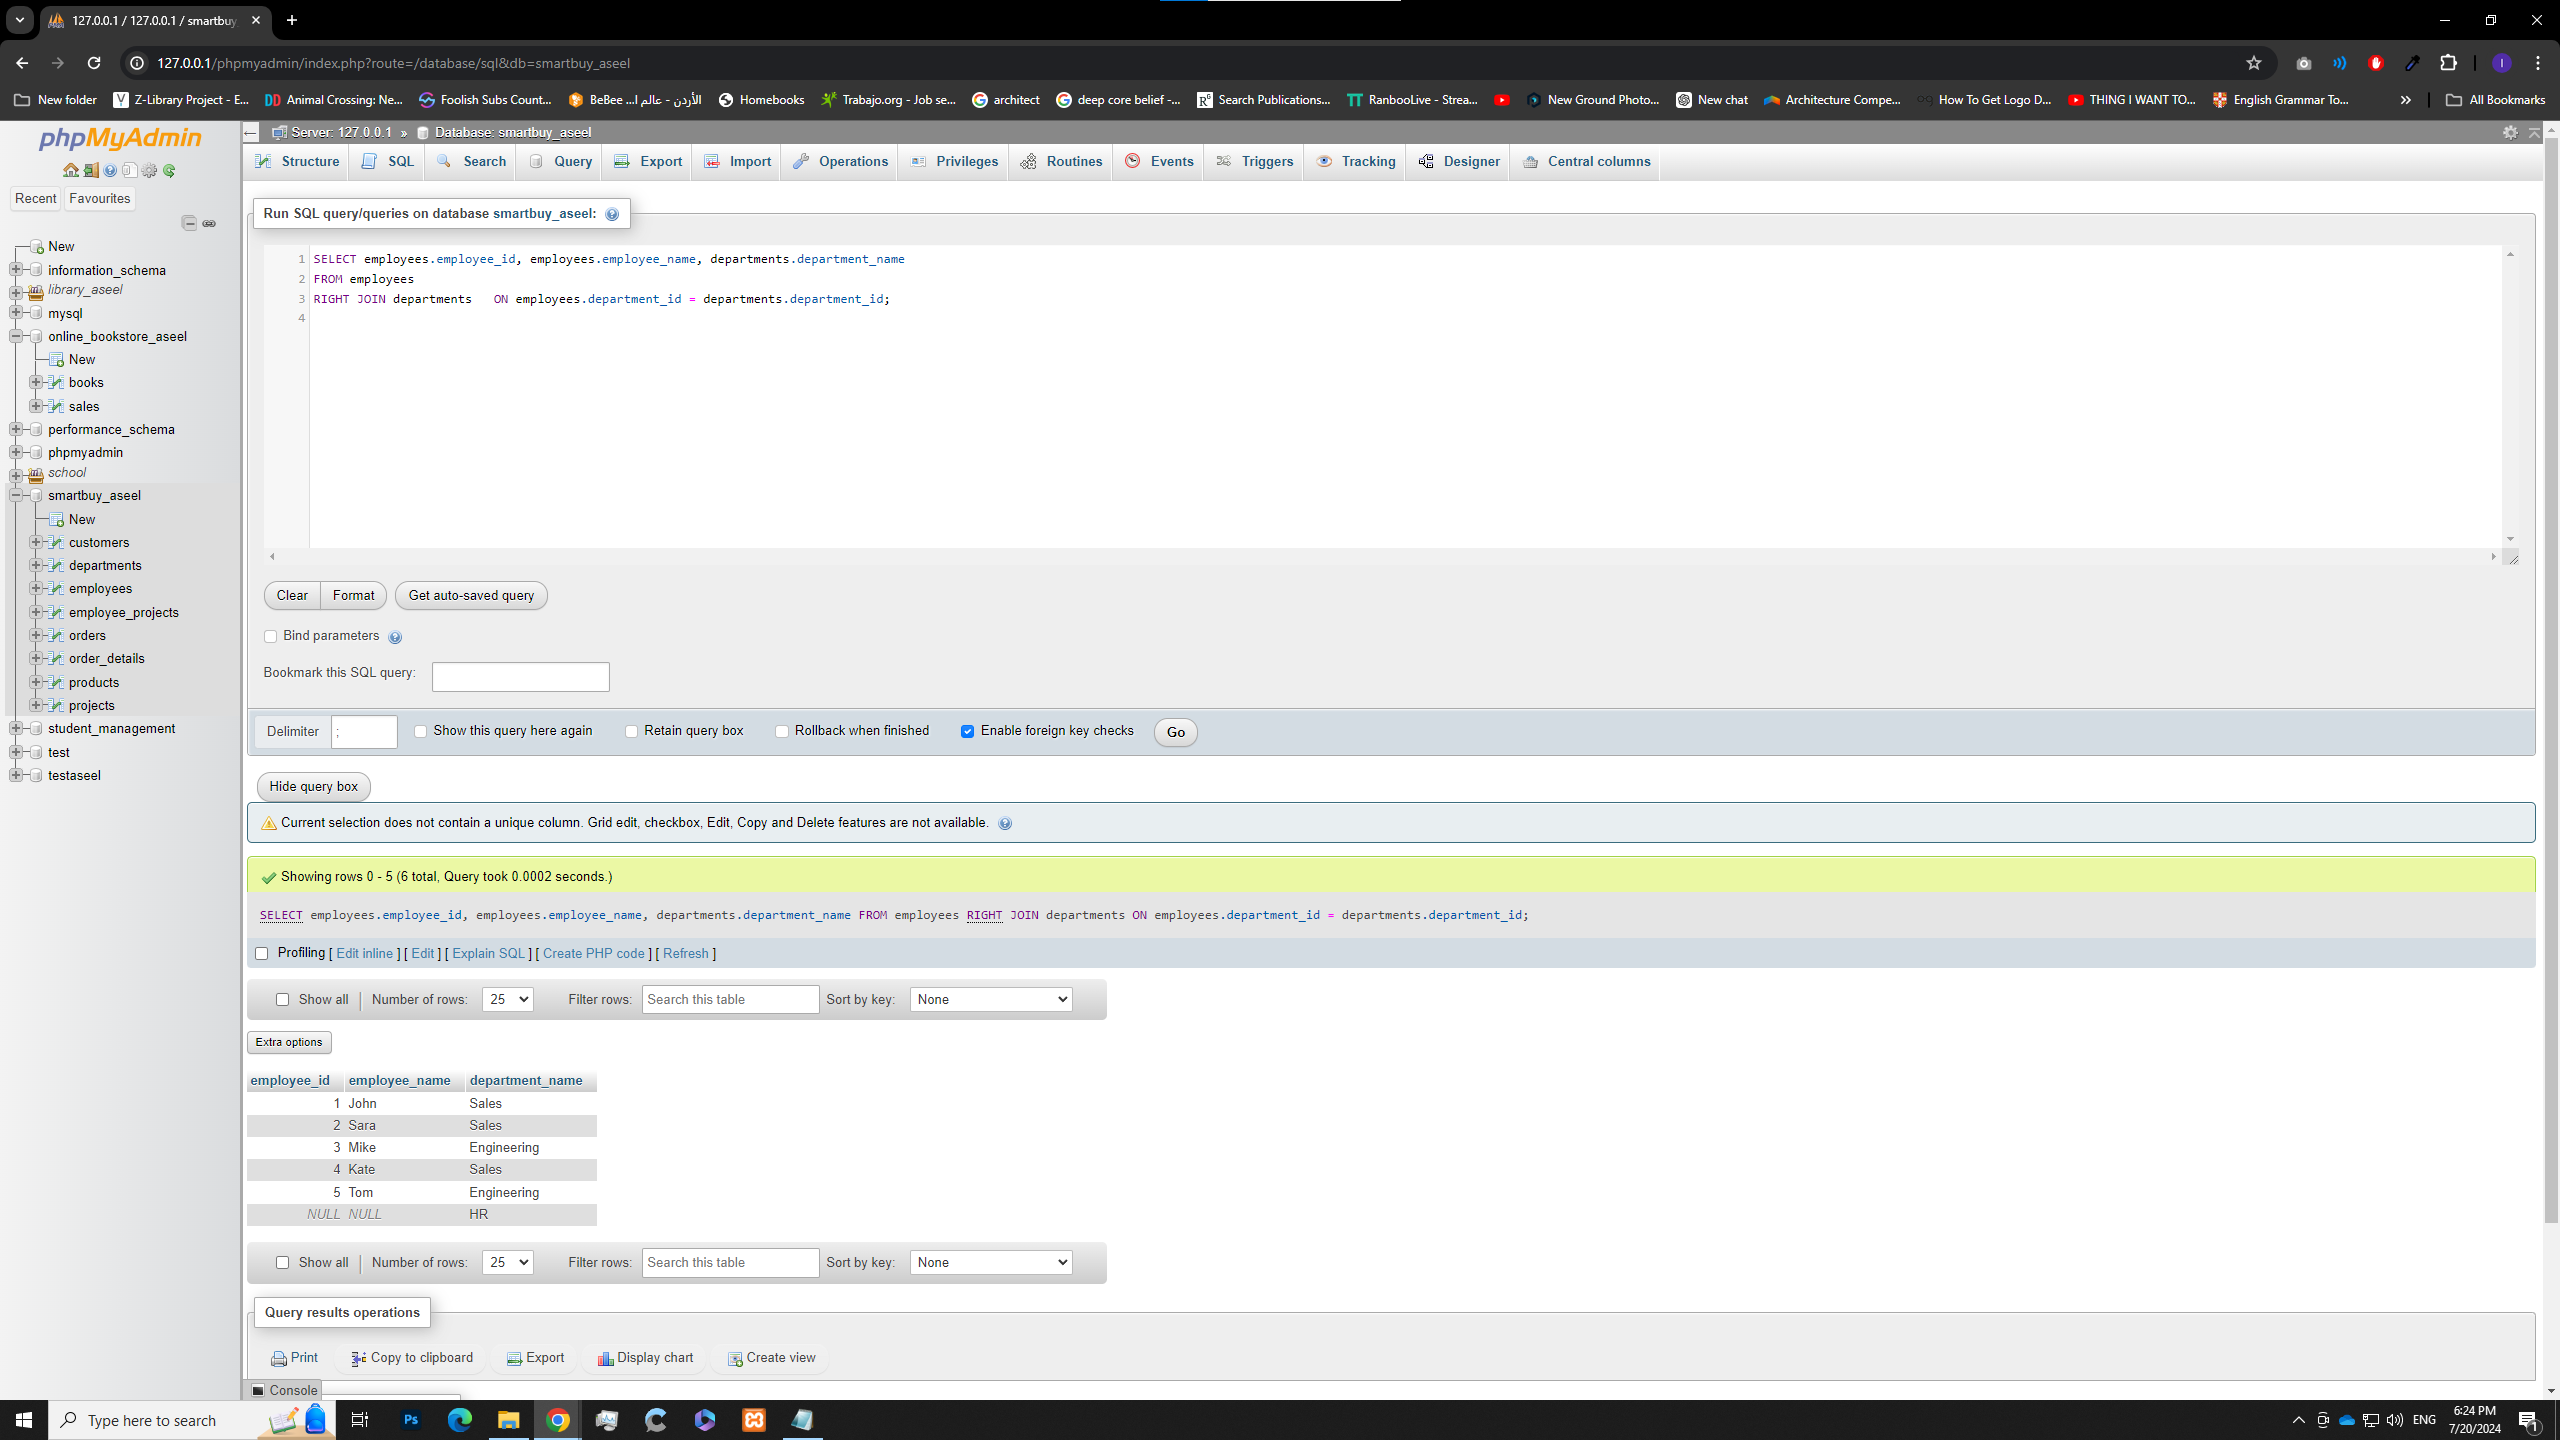 127.0.0.1 / 127.0.0.1 / smartbuy
127.0.0.1/phpmyadmin/index.php?route=/database/sql&db=smartbuy_aseel
New folder
Z-Library Project - E...
Animal Crossing: Ne...
Foolish Subs Count...
BeBee ...الأردن - عالم ا
Homebooks
Trabajo.org - Job se...
architect
deep core belief -...
Search Publications...
RanbooLive - Strea...
New Ground Photo...
New chat
Architecture Compe...
How To Get Logo D...
THING I WANT TO...
English Grammar To...
All Bookmarks
phpMyAdmin
Recent Favourites
New
information_schema
library_aseel
mysql
online_bookstore_aseel
New
books
sales
performance_schema
phpmyadmin
school
smartbuy_aseel
New
customers
departments
employees
employee_projects
orders
order_details
products
projects
student_management
test
testaseel
Server: 127.0.0.1 » Database: smartbuy_aseel
Structure SQL Search Query Export Import Operations Privileges Routines Events Triggers Tracking Designer Central columns
Run SQL query/queries on database smartbuy_aseel:
1 SELECT employees.employee_id, employees.employee_name, departments.department_name
2 FROM employees
3 RIGHT JOIN departments   ON employees.department_id = departments.department_id;
4
Clear Format Get auto-saved query
Bind parameters
Bookmark this SQL query:
Delimiter ; Show this query here again Retain query box Rollback when finished Enable foreign key checks Go
Hide query box
Current selection does not contain a unique column. Grid edit, checkbox, Edit, Copy and Delete features are not available.
Showing rows 0 - 5 (6 total, Query took 0.0002 seconds.)
SELECT employees.employee_id, employees.employee_name, departments.department_name FROM employees RIGHT JOIN departments ON employees.department_id = departments.department_id;
Profiling [ Edit inline ] [ Edit ] [ Explain SQL ] [ Create PHP code ] [ Refresh ]
Show all Number of rows: 25 Filter rows: Search this table Sort by key: None
Extra options
employee_id employee_name department_name
1 John Sales
2 Sara Sales
3 Mike Engineering
4 Kate Sales
5 Tom Engineering
NULL NULL HR
Show all Number of rows: 25 Filter rows: Search this table Sort by key: None
Query results operations
Print Copy to clipboard Export Display chart Create view
Console
Type here to search
Ps
ENG
6:24 PM
7/20/2024
1